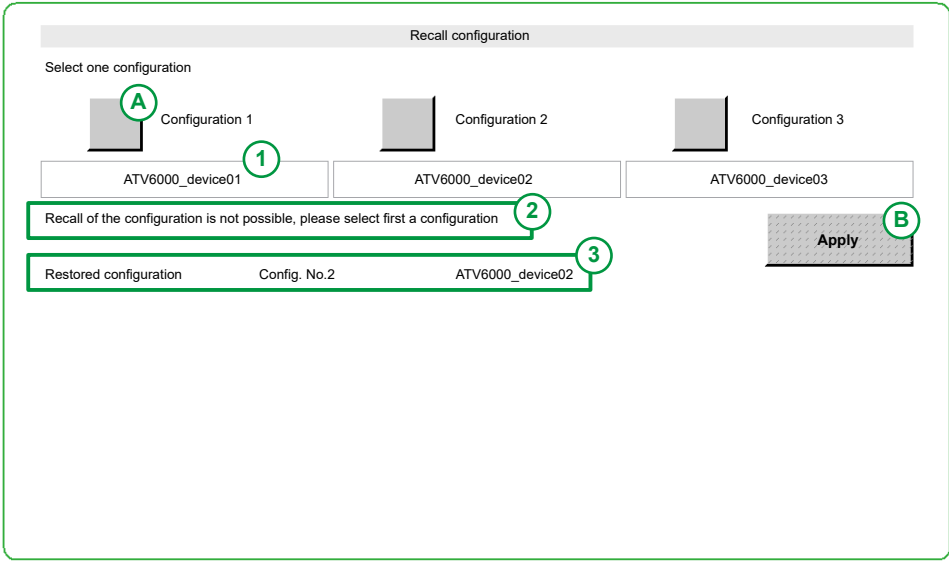 Recall configuration
Select one configuration
A
Configuration 1
Configuration 2
Configuration 3
1
ATV6000_device01
ATV6000_device02
ATV6000_device03
Recall of the configuration is not possible, please select first a configuration
2
B
Apply
3
Restored configuration Config. No.2 ATV6000_device02